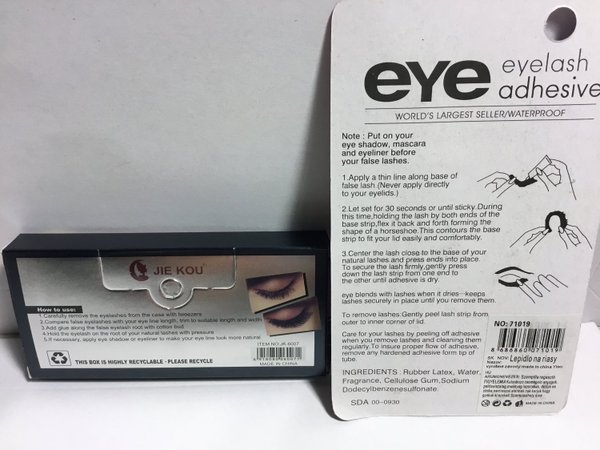 JIE KOU
How to use:
1.Carefully remove the eyelashes from the case with tweezers
2.Compare false eyelashes with your eye line length, trim to suitable length and width
3.Add glue along the false eyelash root with cotton bud
4.Hold the eyelash on the root of your natural lashes with pressure
5.If necessary, apply eye shadow or eyeliner to make your eye line look more natural.
ITEM NO:JK-6007
MADE IN CHINA
THIS BOX IS HIGHLY RECYCLABLE - PLEASE RECYCLE
eye eyelash
adhesive
WORLD'S LARGEST SELLER/WATERPROOF
Note : Put on your
eye shadow, mascara
and eyeliner before
your false lashes.
1.Apply a thin line along base of
false lash.(Never apply directly
to your eyelids.)
2.Let set for 30 seconds or until sticky.During
this time,holding the lash by both ends of the
base strip,flex it back and forth forming the
shape of a horseshoe.This contours the base
strip to fit your lid easily and comfortably.
3.Center the lash close to the base of your
natural lashes and press ends into place.
To secure the lash firmly,gently press
down the lash strip from one end to
the other until adhesive is dry.
eye blends with lashes when it dries—keeps
lashes securely in place until you remove them.
To remove lashes:Gently peel lash strip from
outer to inner corner of lid.
Care for your lashes by peeling off adhesive
when you remove lashes and cleaning them
regularly.To insure proper flow of adhesive,
remove any hardened adhesive form tip of
tube.
INGREDIENTS : Rubber Latex, Water,
Fragrance, Cellulose Gum,Sodium
Dodecylbenzenesulfonate.
SDA 00-0930
NO: 71019
8 686860 071019
SK NOV: Lepidlo na riasy
MADE IN CHINA